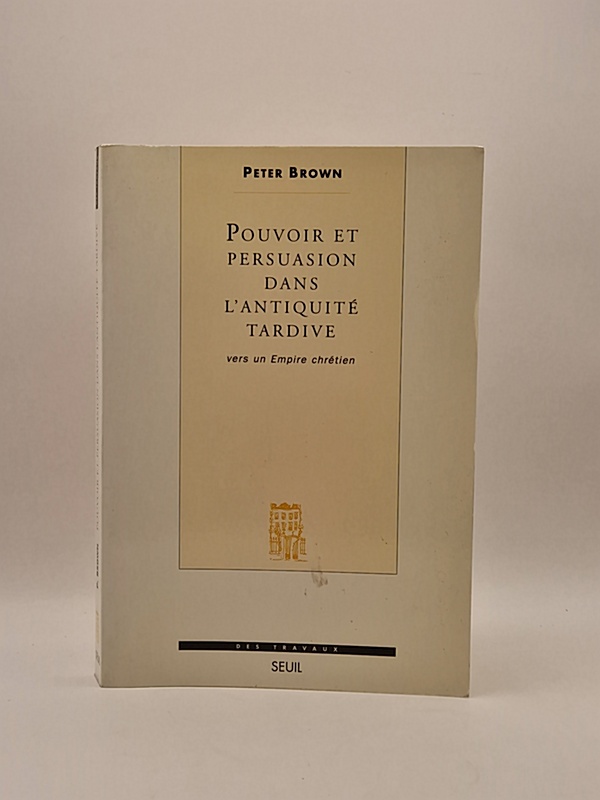 PETER BROWN
POUVOIR ET
PERSUASION
DANS
L'ANTIQUITÉ
TARDIVE
vers un Empire chrétien
DES TRAVAUX
SEUIL